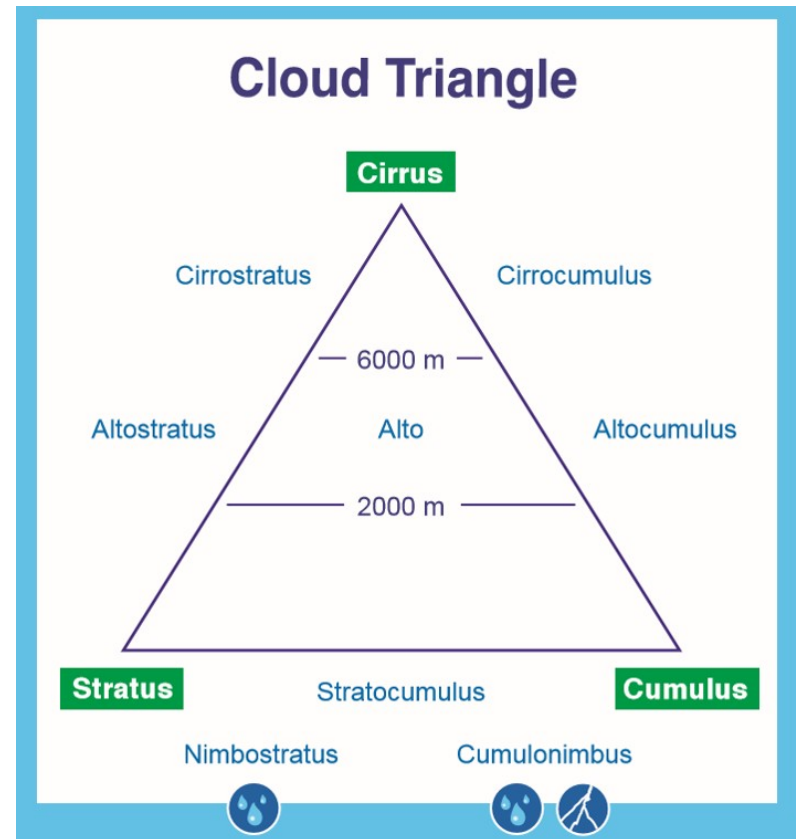 Cloud Triangle
Cirrus
Cirrostratus Cirrocumulus
6000 m
Altostratus Alto Altocumulus
2000 m
Stratus Stratocumulus Cumulus
Nimbostratus Cumulonimbus